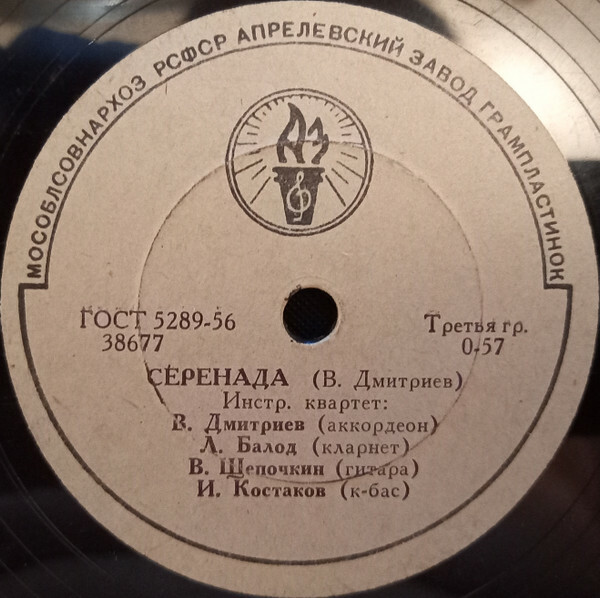 МОСОБЛСОВНАРХОЗ РСФСР АПРЕЛЕВСКИЙ ЗАВОД ГРАМПЛАСТИНОК
АЗ
ГОСТ 5289-56
38677
Третья гр.
0-57
СЕРЕНАДА (В. Дмитриев)
Инстр. квартет:
В. Дмитриев (аккордеон)
Л. Балод (кларнет)
В. Щепочкин (гитара)
И. Костаков (к-бас)